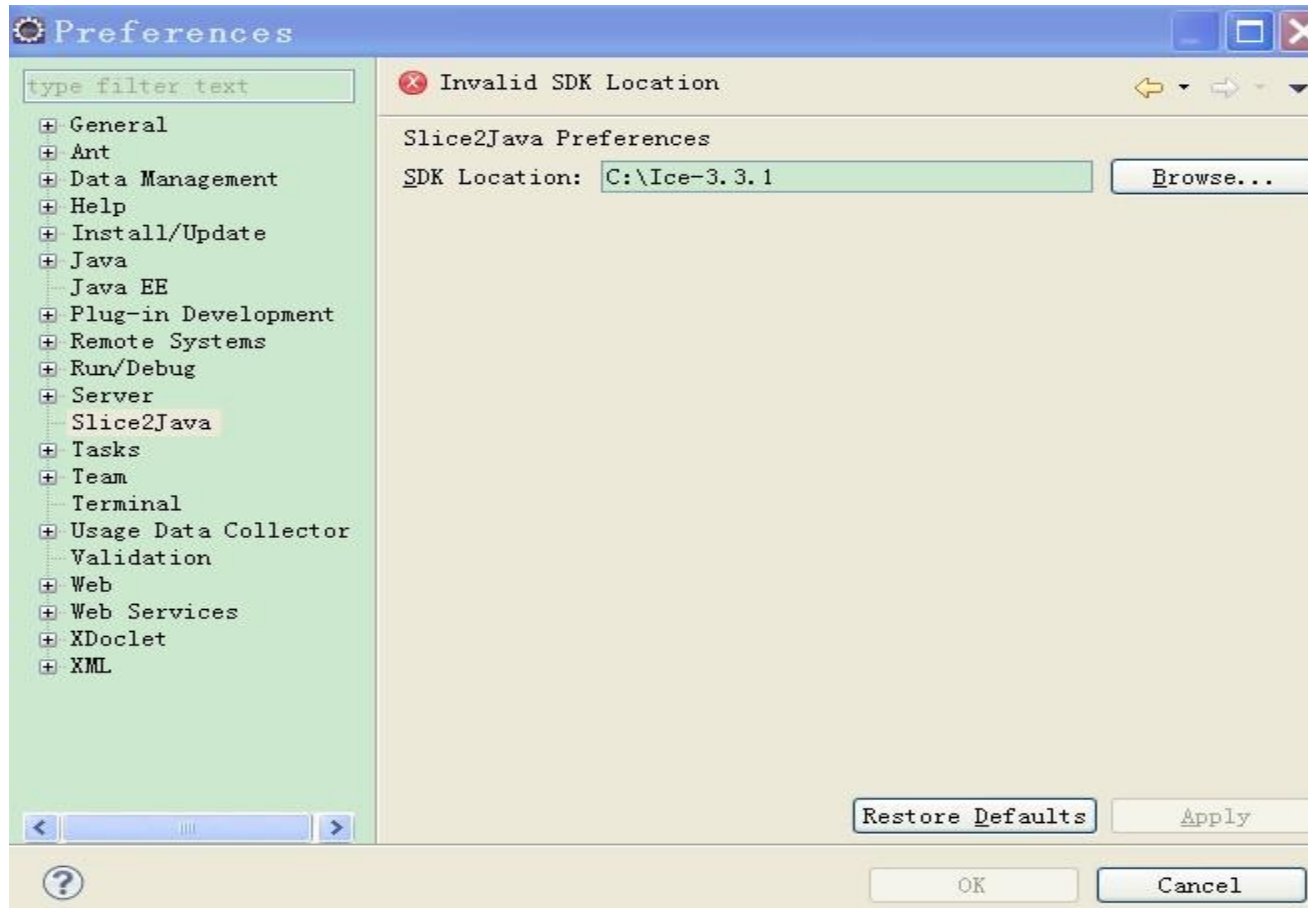 Preferences
type filter text
General
Ant
Data Management
Help
Install/Update
Java
Java EE
Plug-in Development
Remote Systems
Run/Debug
Server
Slice2Java
Tasks
Team
Terminal
Usage Data Collector
Validation
Web
Web Services
XDoclet
XML
Invalid SDK Location
Slice2Java Preferences
SDK Location: C:\Ice-3.3.1 Browse...
Restore Defaults Apply
? OK Cancel